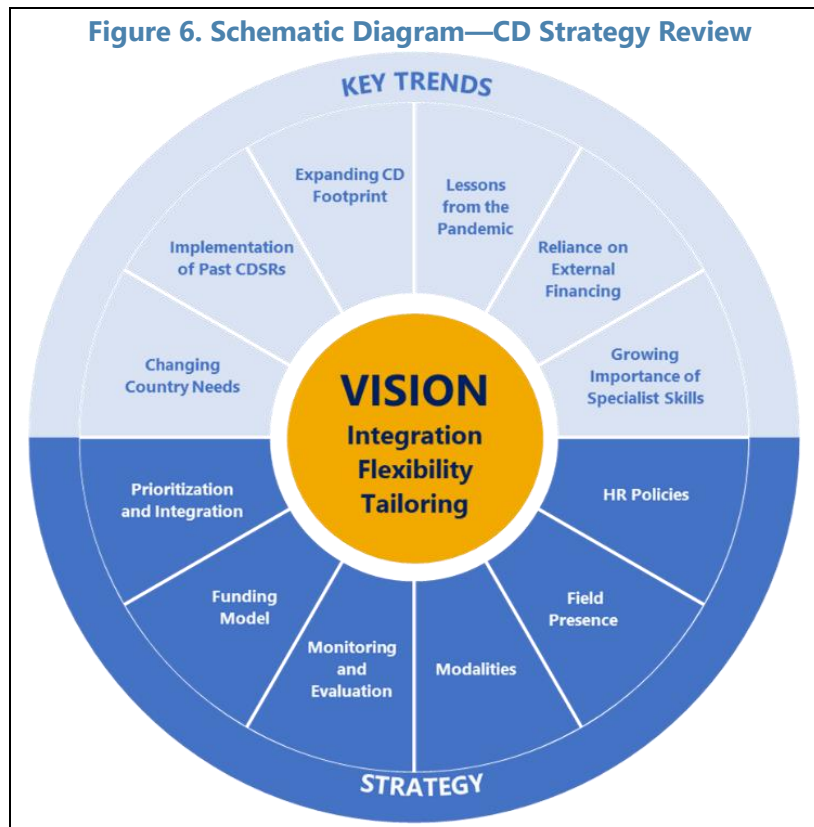 Figure 6. Schematic Diagram—CD Strategy Review
KEY TRENDS
Changing
Country Needs
Implementation
of Past CDSRs
Expanding CD
Footprint
Lessons
from the
Pandemic
Reliance on
External
Financing
Growing
Importance of
Specialist Skills
VISION
Integration
Flexibility
Tailoring
Prioritization
and Integration
Funding
Model
Monitoring
and
Evaluation
Modalities
Field
Presence
HR Policies
STRATEGY